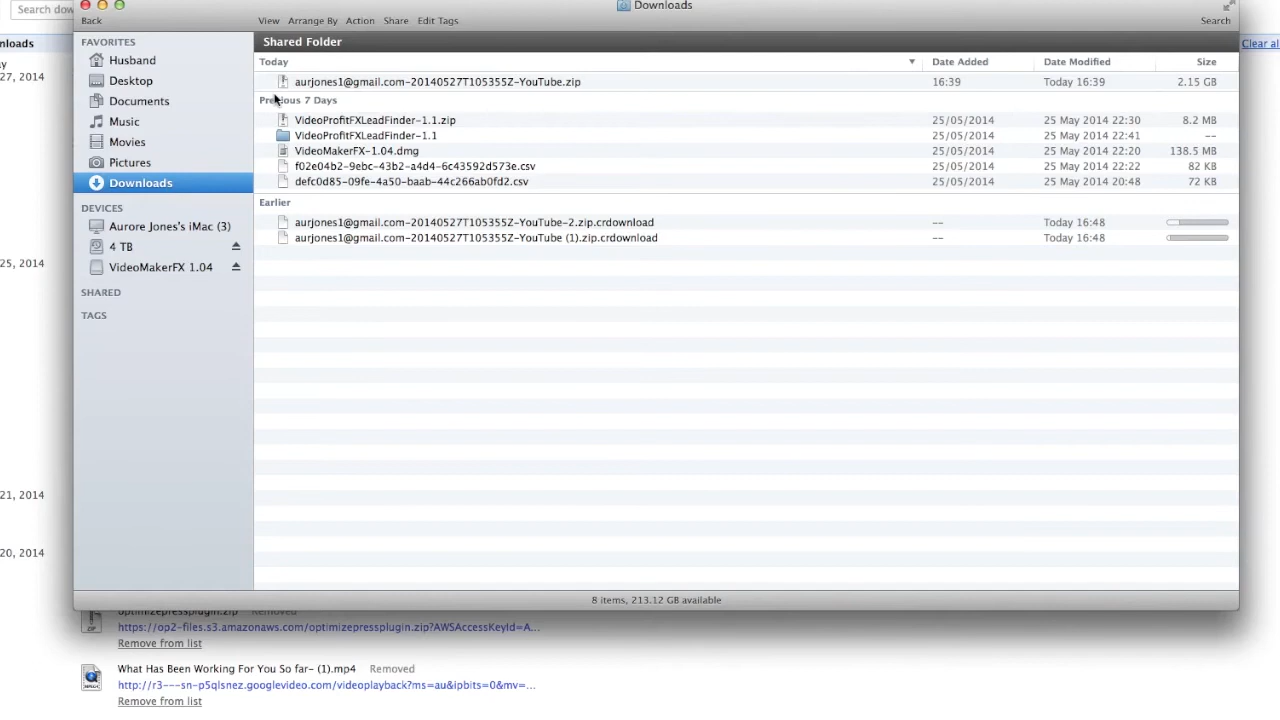 Downloads
Search dow
Back View Arrange By Action Share Edit Tags Search
nloads
Clear al
FAVORITES
Husband
Desktop
Documents
Music
Movies
Pictures
Downloads
DEVICES
Aurore Jones's iMac (3)
4 TB
VideoMakerFX 1.04
SHARED
TAGS
Shared Folder
Today Date Added Date Modified Size
aurjones1@gmail.com-20140527T105355Z-YouTube.zip 16:39 Today 16:39 2.15 GB
Previous 7 Days
VideoProfitFXLeadFinder-1.1.zip 25/05/2014 25 May 2014 22:30 8.2 MB
VideoProfitFXLeadFinder-1.1 25/05/2014 25 May 2014 22:41 --
VideoMakerFX-1.04.dmg 25/05/2014 25 May 2014 22:20 138.5 MB
f02e04b2-9ebc-43b2-a4d4-6c43592d573e.csv 25/05/2014 25 May 2014 22:22 82 KB
defc0d85-09fe-4a50-baab-44c266ab0fd2.csv 25/05/2014 25 May 2014 20:48 72 KB
Earlier
aurjones1@gmail.com-20140527T105355Z-YouTube-2.zip.crdownload -- Today 16:48
aurjones1@gmail.com-20140527T105355Z-YouTube (1).zip.crdownload -- Today 16:48
8 items, 213.12 GB available
ay
27, 2014
25, 2014
21, 2014
20, 2014
optimizepressplugin.zip Removed
https://op2-files.s3.amazonaws.com/optimizepressplugin.zip?AWSAccessKeyId=A...
Remove from list
What Has Been Working For You So far- (1).mp4 Removed
http://r3---sn-p5qlsnez.googlevideo.com/videoplayback?ms=au&ipbits=0&mv=...
Remove from list